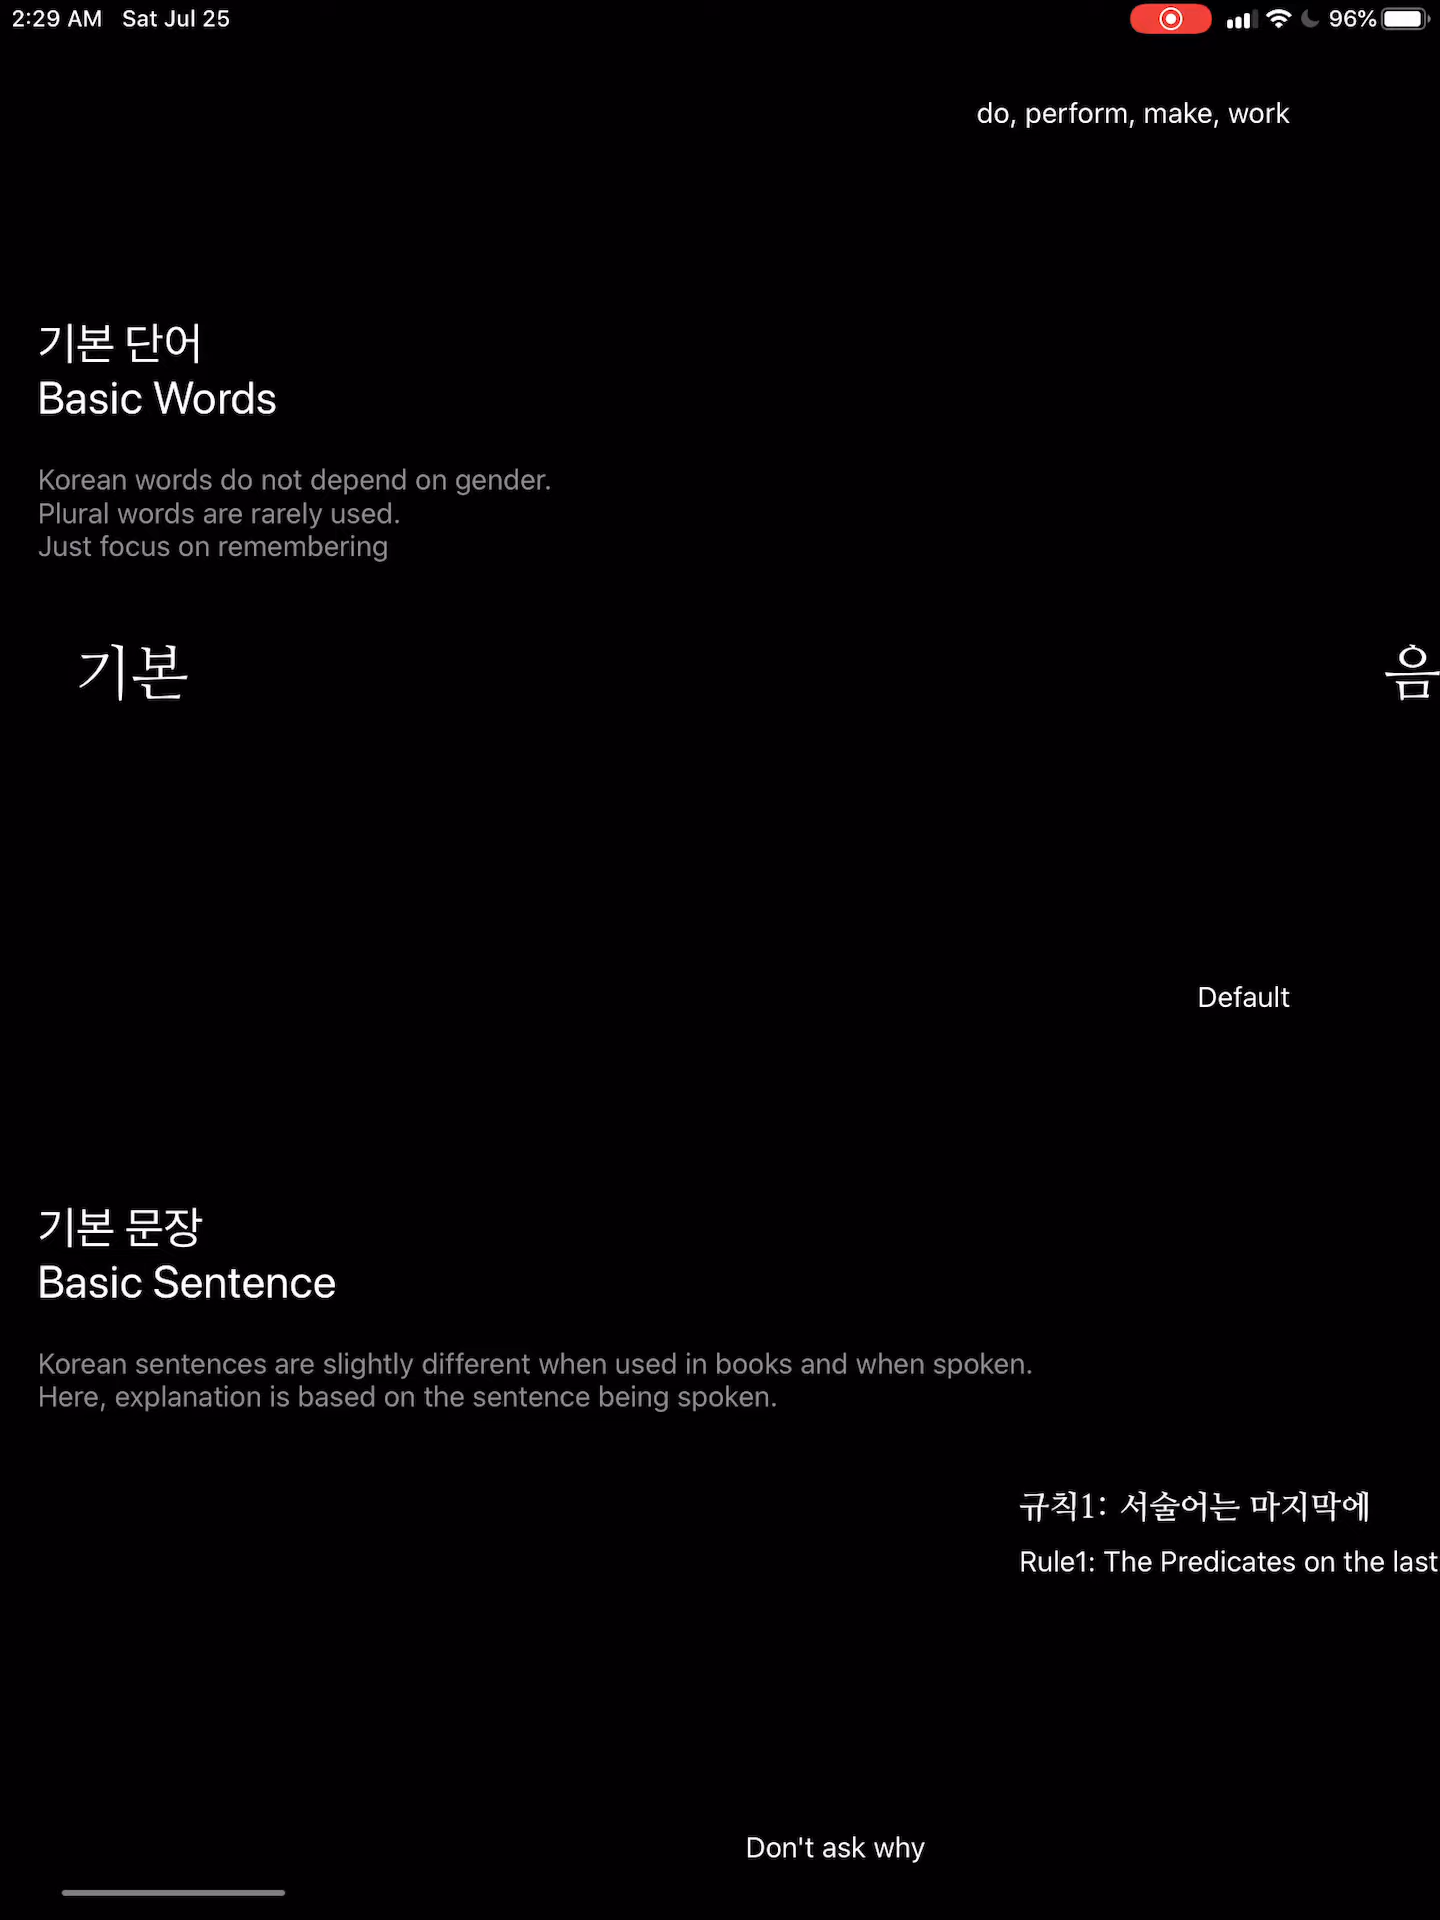 2:29 AM Sat Jul 25
96%
do, perform, make, work
기본 단어
Basic Words
Korean words do not depend on gender.
Plural words are rarely used.
Just focus on remembering
기본
음
Default
기본 문장
Basic Sentence
Korean sentences are slightly different when used in books and when spoken.
Here, explanation is based on the sentence being spoken.
규칙1: 서술어는 마지막에
Rule1: The Predicates on the last
Don't ask why